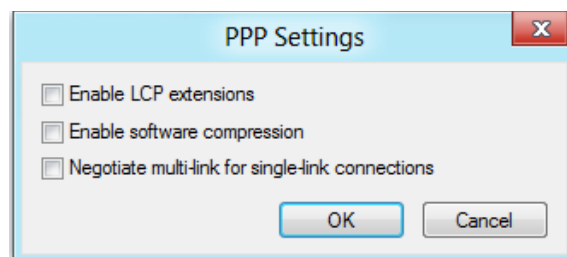 PPP Settings
x
Enable LCP extensions
Enable software compression
Negotiate multi-link for single-link connections
OK Cancel